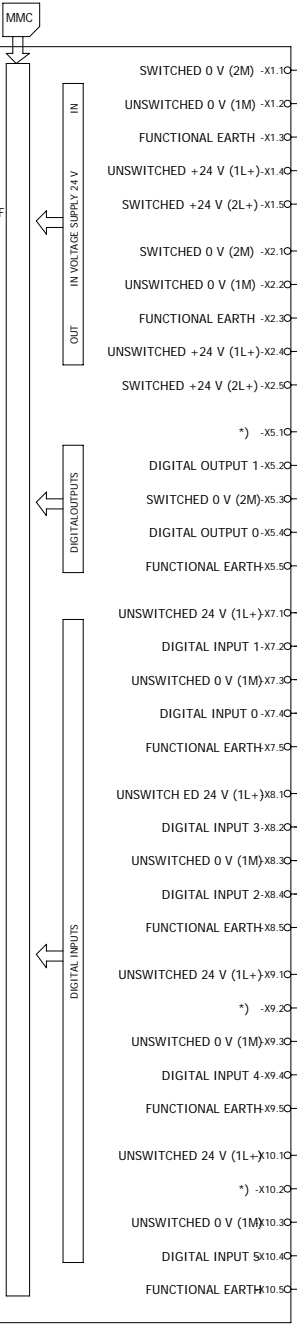 MMC
SWITCHED 0 V (2M) -X1.1
UNSWITCHED 0 V (1M) -X1.2
FUNCTIONAL EARTH -X1.3
UNSWITCHED +24 V (1L+) -X1.4
SWITCHED +24 V (2L+) -X1.5
F
IN
IN VOLTAGE SUPPLY 24 V
OUT
SWITCHED 0 V (2M) -X2.1
UNSWITCHED 0 V (1M) -X2.2
FUNCTIONAL EARTH -X2.3
UNSWITCHED +24 V (1L+) -X2.4
SWITCHED +24 V (2L+) -X2.5
*) -X5.1
DIGITAL OUTPUT 1 -X5.2
SWITCHED 0 V (2M) -X5.3
DIGITAL OUTPUT 0 -X5.4
FUNCTIONAL EARTH -X5.5
DIGITALOUTPUTS
UNSWITCHED 24 V (1L+) -X7.1
DIGITAL INPUT 1 -X7.2
UNSWITCHED 0 V (1M) -X7.3
DIGITAL INPUT 0 -X7.4
FUNCTIONAL EARTH -X7.5
UNSWITCH ED 24 V (1L+) -X8.1
DIGITAL INPUT 3 -X8.2
UNSWITCHED 0 V (1M) -X8.3
DIGITAL INPUT 2 -X8.4
FUNCTIONAL EARTH -X8.5
DIGITAL INPUTS
UNSWITCHED 24 V (1L+) -X9.1
*) -X9.2
UNSWITCHED 0 V (1M) -X9.3
DIGITAL INPUT 4 -X9.4
FUNCTIONAL EARTH -X9.5
UNSWITCHED 24 V (1L+) -X10.1
*) -X10.2
UNSWITCHED 0 V (1M) -X10.3
DIGITAL INPUT 5 -X10.4
FUNCTIONAL EARTH -X10.5